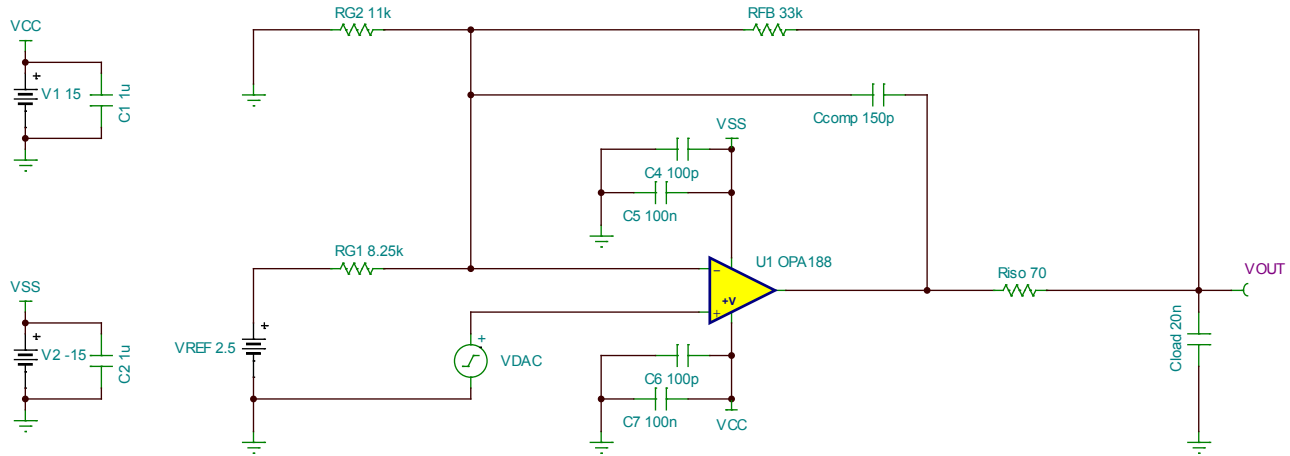 RG2 11k
RFB 33k
VCC
+
V1 15
C1 1u
Ccomp 150p
VSS
C4 100p
C5 100n
RG1 8.25k
U1 OPA188
−
+V
+
Riso 70
VOUT
VSS
+
V2 -15
C2 1u
+
VREF 2.5
+
VDAC
C6 100p
C7 100n
VCC
Cload 20n